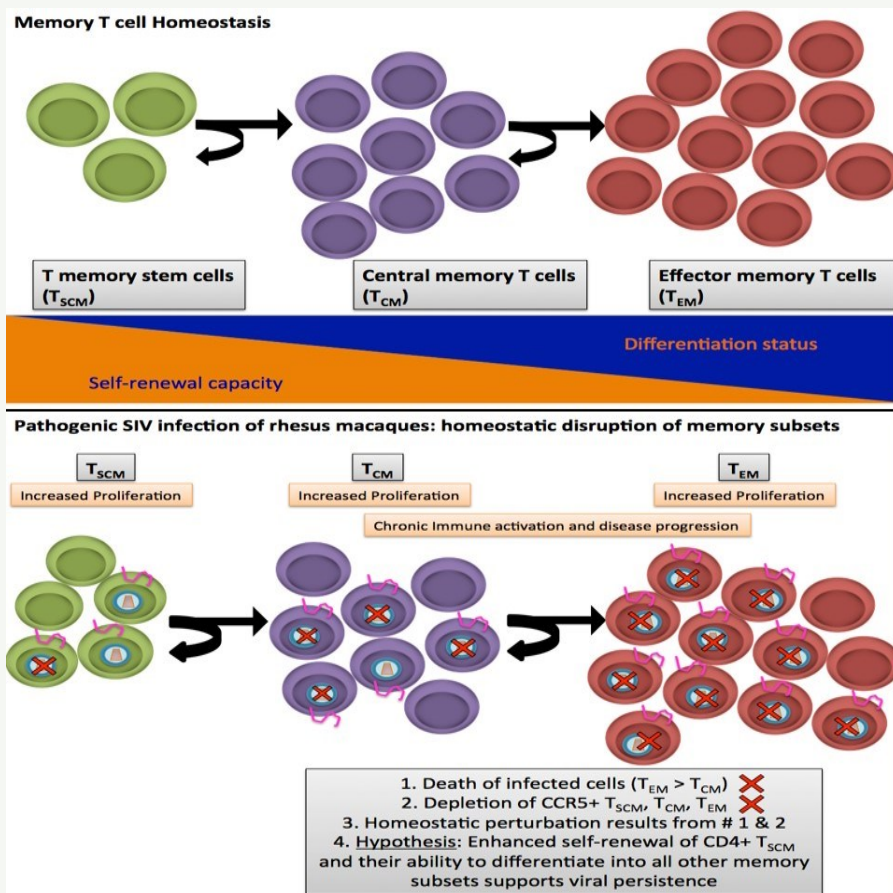 Memory T cell Homeostasis
T memory stem cells
(TSCM)
Central memory T cells
(TCM)
Effector memory T cells
(TEM)
Differentiation status
Self-renewal capacity
Pathogenic SIV infection of rhesus macaques: homeostatic disruption of memory subsets
TSCM
TCM
TEM
Increased Proliferation
Increased Proliferation
Increased Proliferation
Chronic Immune activation and disease progression
1. Death of infected cells (TEM > TCM)
2. Depletion of CCR5+ TSCM, TCM, TEM
3. Homeostatic perturbation results from # 1 & 2
4. Hypothesis: Enhanced self-renewal of CD4+ TSCM
and their ability to differentiate into all other memory
subsets supports viral persistence